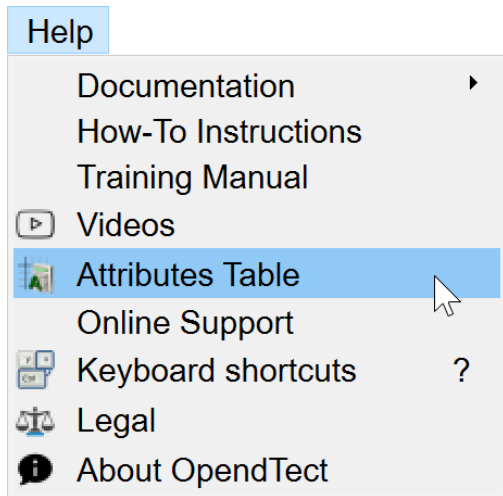 Help
Documentation
How-To Instructions
Training Manual
Videos
Attributes Table
Online Support
Keyboard shortcuts ?
Legal
About OpendTect